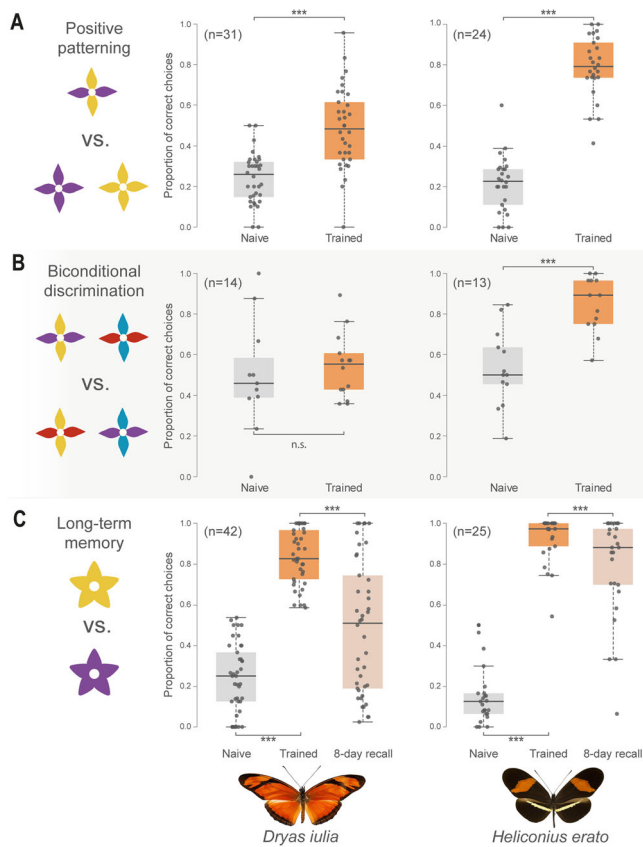 A
Positive
patterning
vs.
Proportion of correct choices
1.0
0.8
0.6
0.4
0.2
0.0
(n=31)
***
Naive
Trained
1.0
0.8
0.6
0.4
0.2
0.0
(n=24)
***
Naive
Trained
B
Biconditional
discrimination
vs.
Proportion of correct choices
1.0
0.8
0.6
0.4
0.2
0.0
(n=14)
n.s.
Naive
Trained
1.0
0.8
0.6
0.4
0.2
0.0
(n=13)
***
Naive
Trained
C
Long-term
memory
vs.
Proportion of correct choices
1.0
0.8
0.6
0.4
0.2
0.0
(n=42)
***
***
Naive
Trained
8-day recall
Dryas iulia
1.0
0.8
0.6
0.4
0.2
0.0
(n=25)
***
***
Naive
Trained
8-day recall
Heliconius erato